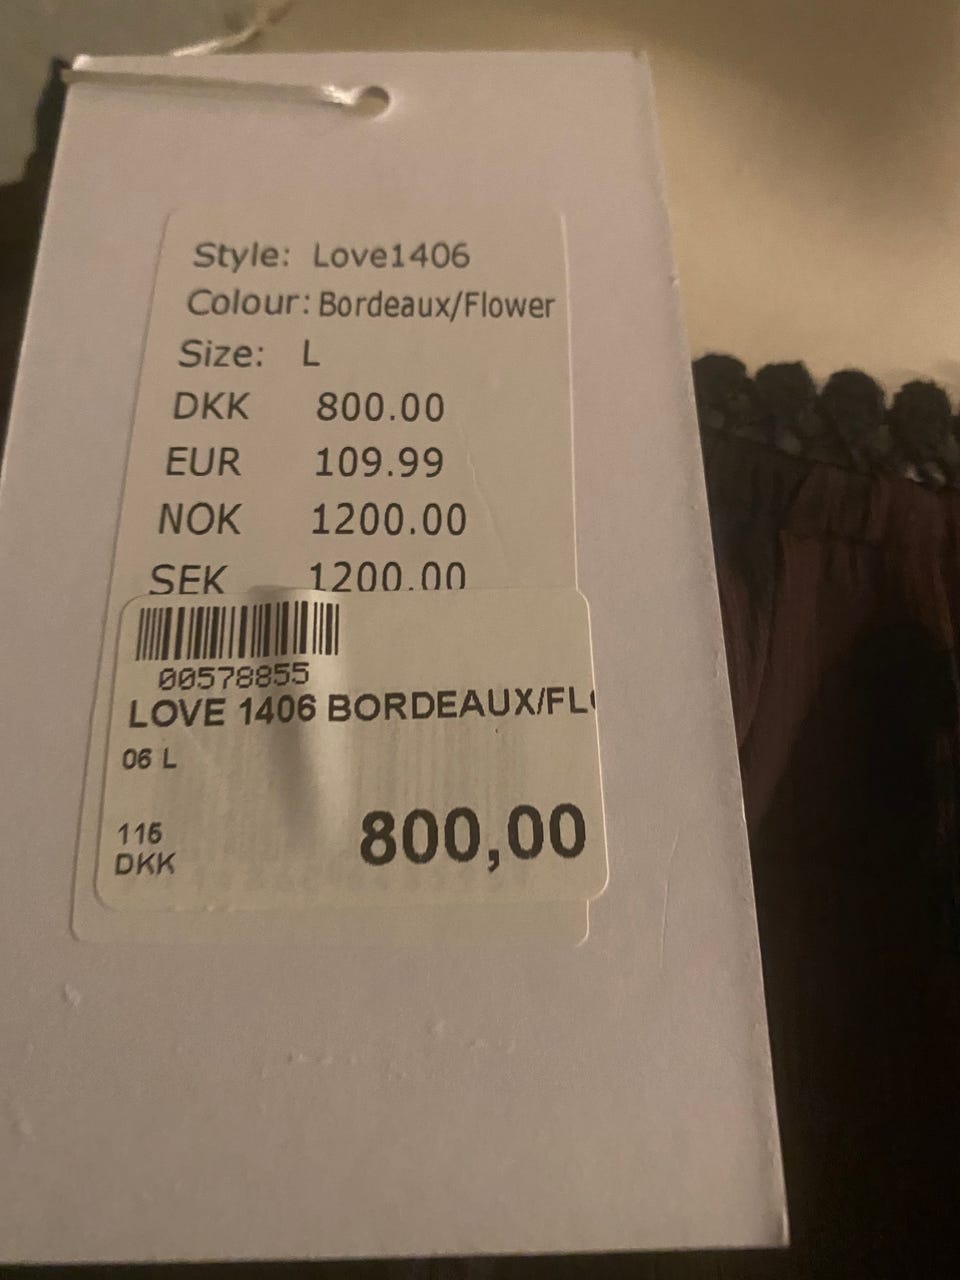 Style: Love1406
Colour: Bordeaux/Flower
Size: L
DKK 800.00
EUR 109.99
NOK 1200.00
SEK 1200.00
00578855
LOVE 1406 BORDEAUX/FL
06 L
115
DKK 800,00